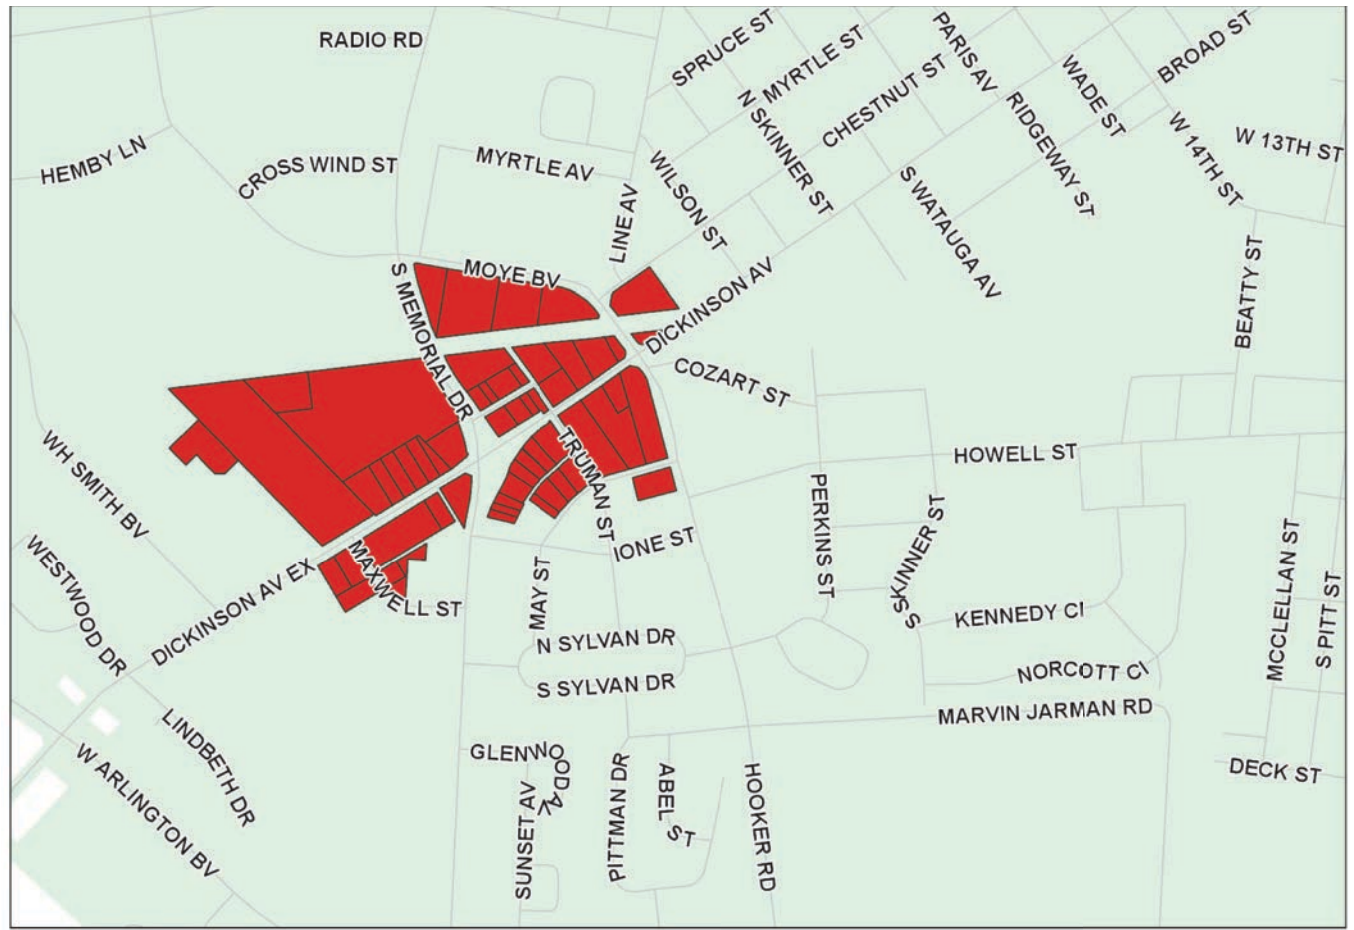 RADIO RD
SPRUCE ST
MYRTLE ST
CHESTNUT ST
PARIS AV
BROAD ST
WADE ST
RIDGEWAY ST
N SKINNER ST
W 14TH ST
W 13TH ST
HEMBY LN
CROSS WIND ST
MYRTLE AV
WILSON ST
LINE AV
S WATAUGA AV
MOYE BV
S MEMORIAL DR
DICKINSON AV
BEATTY ST
COZART ST
TRUMAN ST
HOWELL ST
WH SMITH BV
PERKINS ST
S SKINNER ST
IONE ST
MAXWELL ST
MAY ST
DICKINSON AV EX
WESTWOOD DR
KENNEDY CI
MCCLELLAN ST
S PITT ST
N SYLVAN DR
S SYLVAN DR
NORCOTT CI
MARVIN JARMAN RD
LINDBETH DR
W ARLINGTON BV
GLENWOOD AV
SUNSET AV
PITTMAN DR
ABEL ST
HOOKER RD
DECK ST